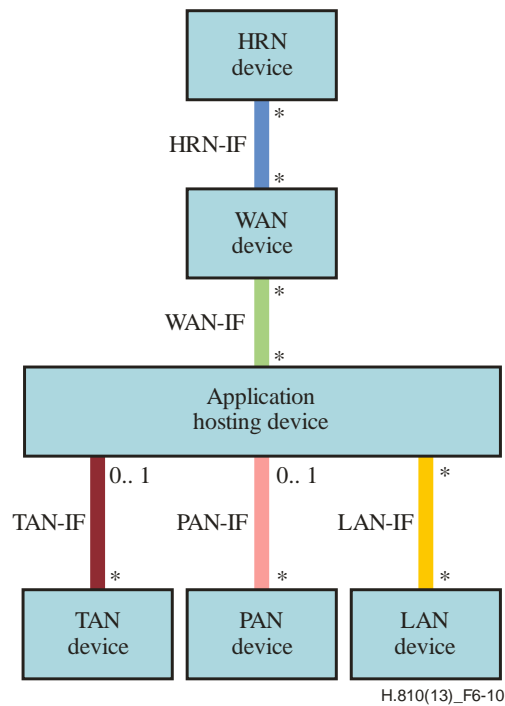 HRN
device
*
HRN-IF
*
WAN
device
*
WAN-IF
*
Application
hosting device
0.. 1
0.. 1
*
TAN-IF
PAN-IF
LAN-IF
*
*
*
TAN
device
PAN
device
LAN
device
H.810(13)_F6-10